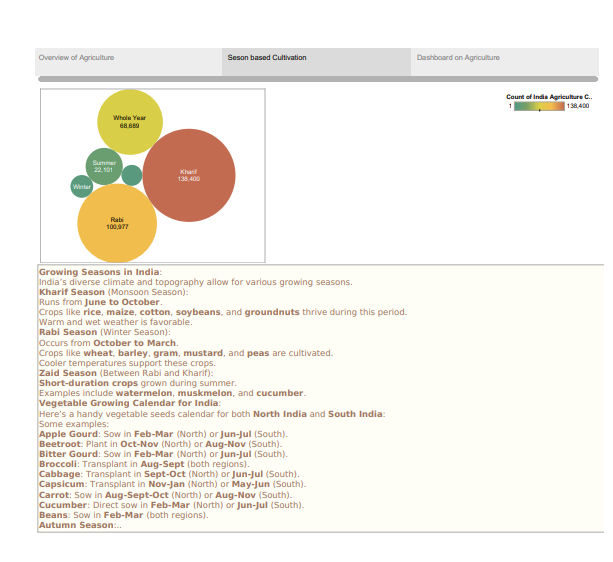 Overview of Agriculture
Seson based Cultivation
Dashboard on Agriculture
Count of India Agriculture C..
1
138,400
Whole Year
68,689
Summer
22,101
Kharif
138,400
Winter
Rabi
100,977
Growing Seasons in India:
India's diverse climate and topography allow for various growing seasons.
Kharif Season (Monsoon Season):
Runs from June to October.
Crops like rice, maize, cotton, soybeans, and groundnuts thrive during this period.
Warm and wet weather is favorable.
Rabi Season (Winter Season):
Occurs from October to March.
Crops like wheat, barley, gram, mustard, and peas are cultivated.
Cooler temperatures support these crops.
Zaid Season (Between Rabi and Kharif):
Short-duration crops grown during summer.
Examples include watermelon, muskmelon, and cucumber.
Vegetable Growing Calendar for India:
Here's a handy vegetable seeds calendar for both North India and South India:
Some examples:
Apple Gourd: Sow in Feb-Mar (North) or Jun-Jul (South).
Beetroot: Plant in Oct-Nov (North) or Aug-Nov (South).
Bitter Gourd: Sow in Feb-Mar (North) or Jun-Jul (South).
Broccoli: Transplant in Aug-Sept (both regions).
Cabbage: Transplant in Sept-Oct (North) or Jun-Jul (South).
Capsicum: Transplant in Nov-Jan (North) or May-Jun (South).
Carrot: Sow in Aug-Sept-Oct (North) or Aug-Nov (South).
Cucumber: Direct sow in Feb-Mar (North) or Jun-Jul (South).
Beans: Sow in Feb-Mar (both regions).
Autumn Season:..